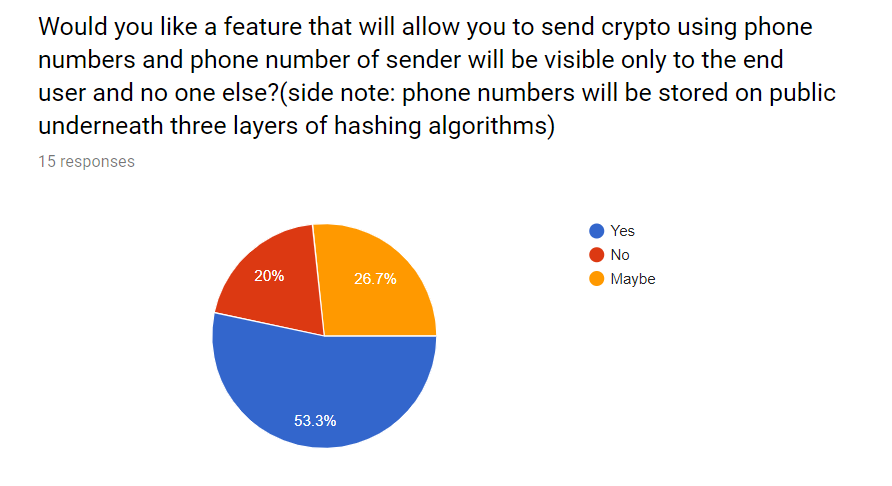 Would you like a feature that will allow you to send crypto using phone
numbers and phone number of sender will be visible only to the end
user and no one else?(side note: phone numbers will be stored on public
underneath three layers of hashing algorithms)
15 responses
Yes
No
Maybe
20%
26.7%
53.3%